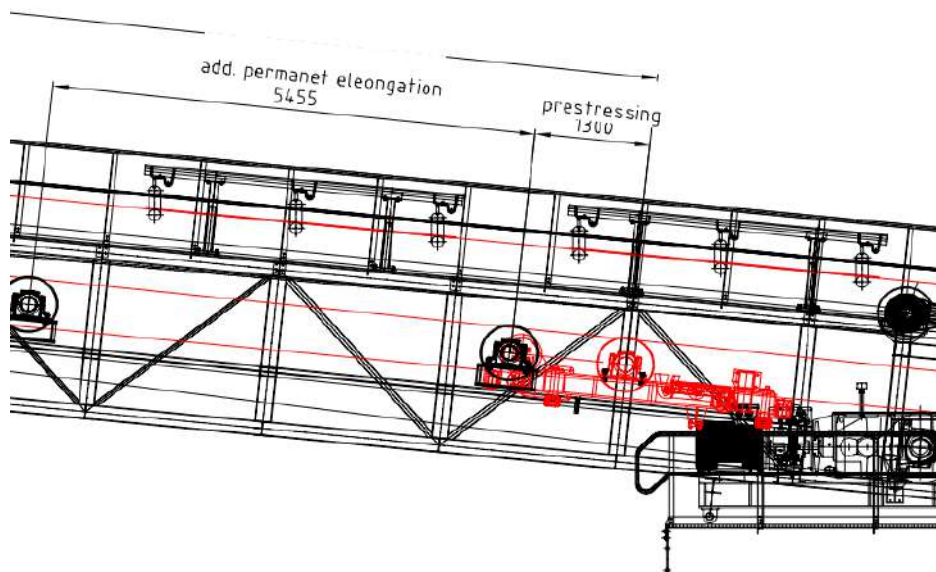 add. permanet eleongation
5455
prestressing
1300